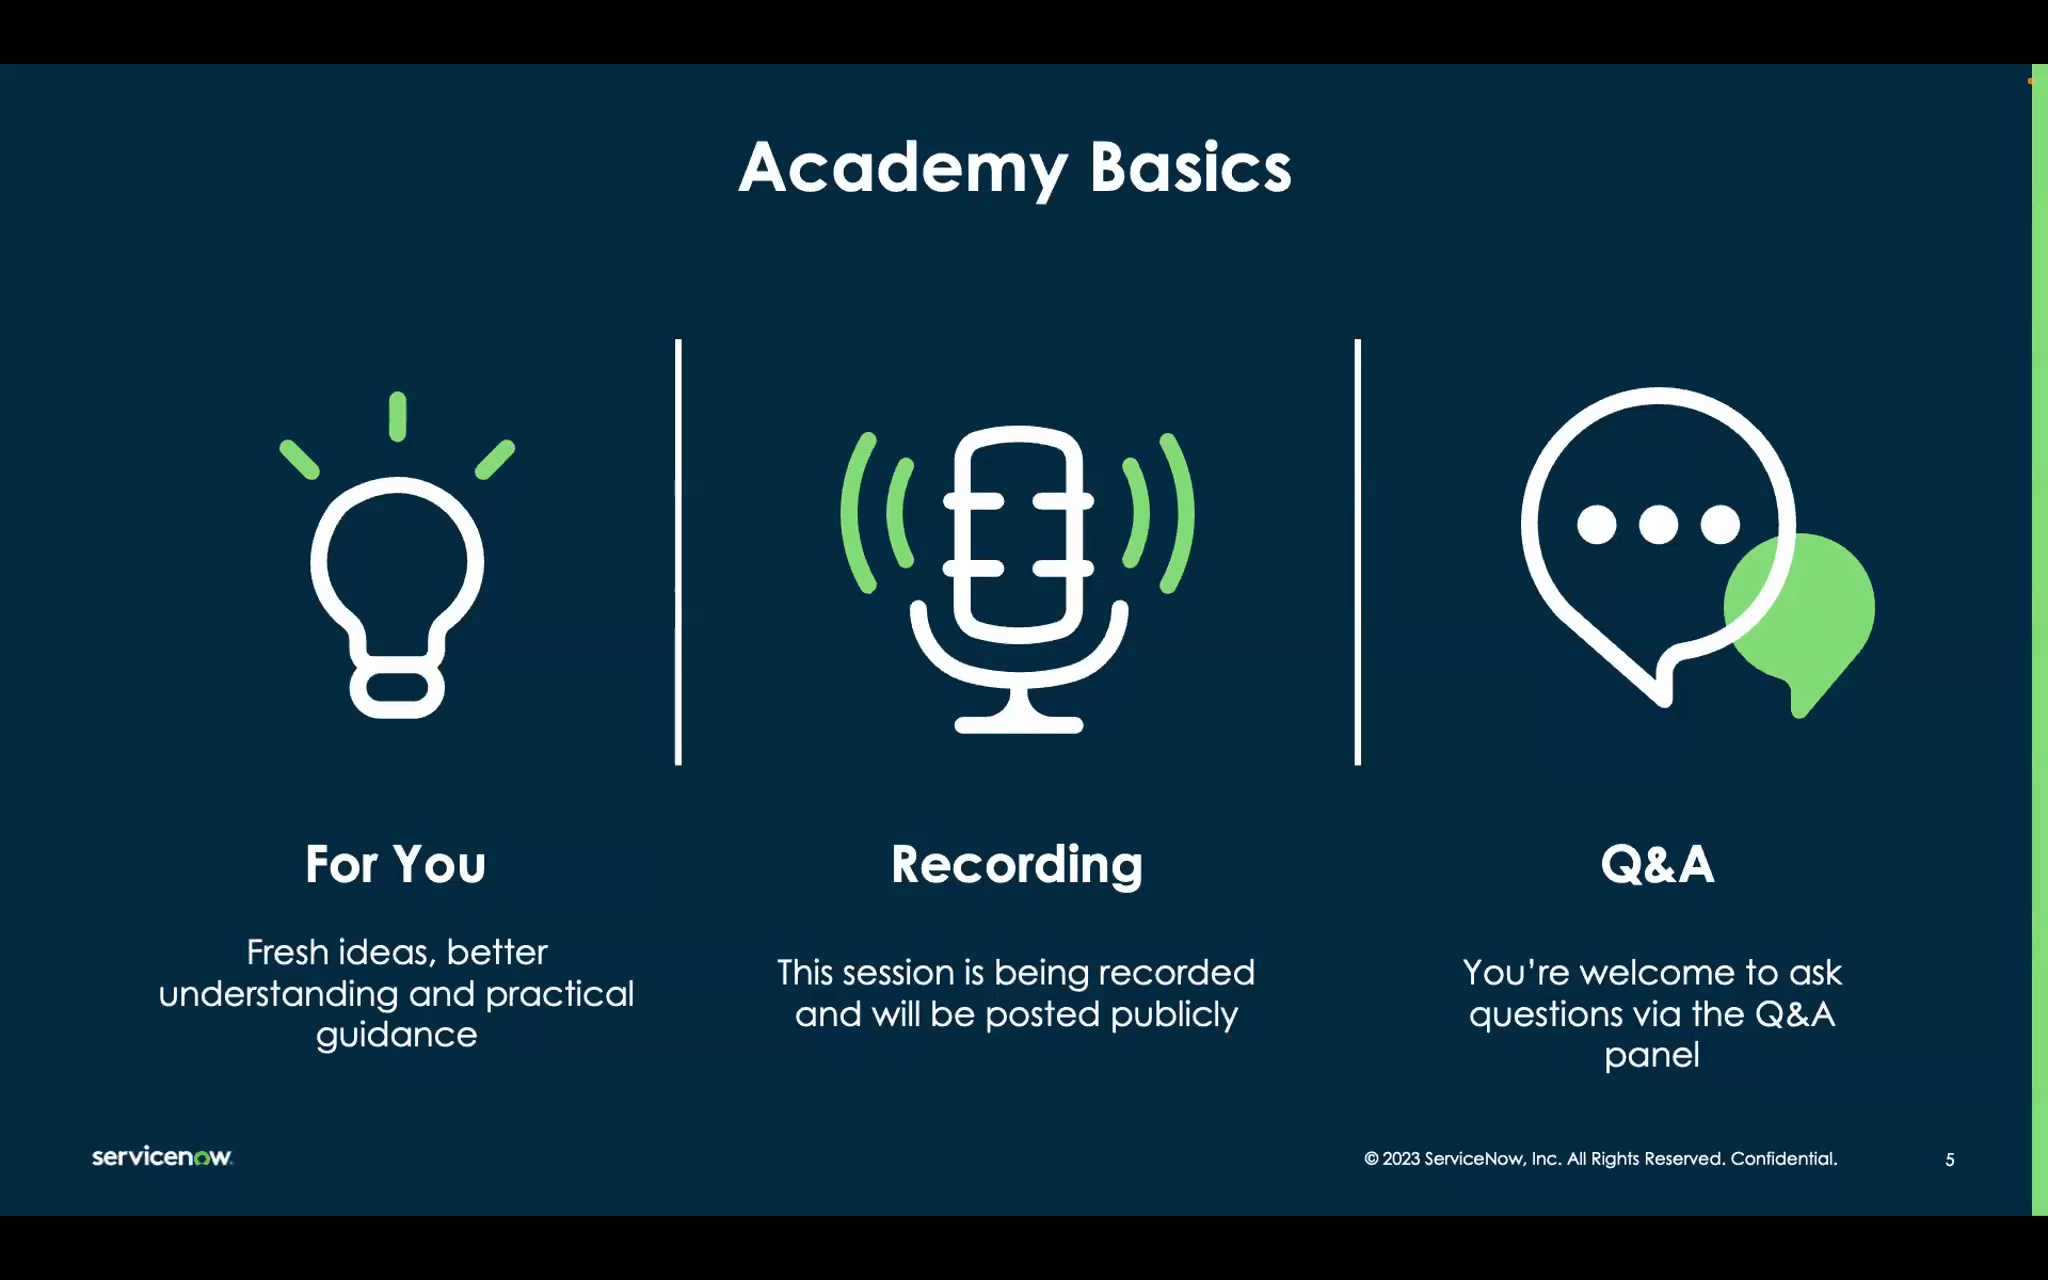 Academy Basics
For You
Fresh ideas, better
understanding and practical
guidance
Recording
This session is being recorded
and will be posted publicly
Q&A
You're welcome to ask
questions via the Q&A
panel
servicenow
© 2023 ServiceNow, Inc. All Rights Reserved. Confidential.
5